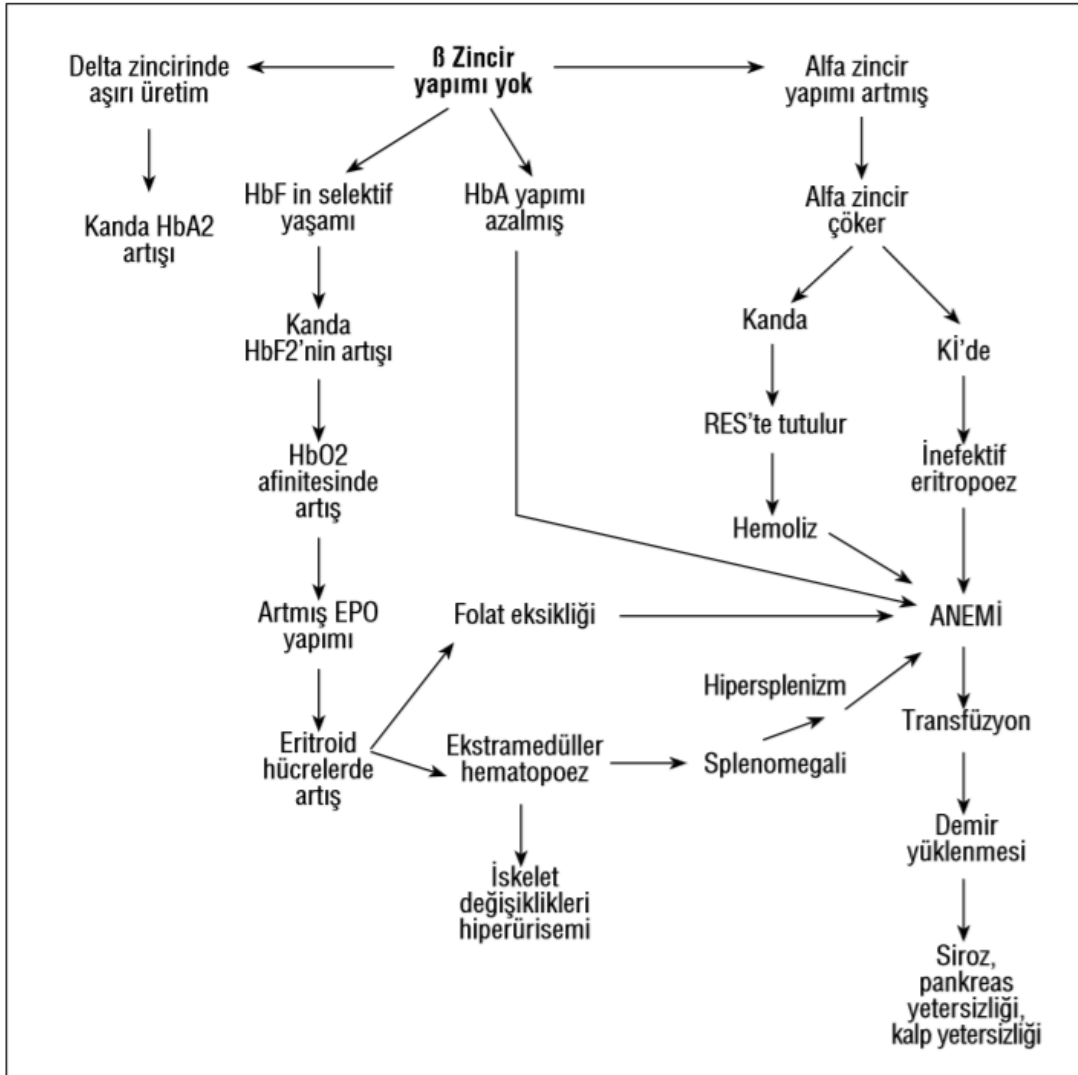 Delta zincirinde
aşırı üretim
ß Zincir
yapımı yok
Alfa zincir
yapımı artmış
Kanda HbA2
artışı
HbF in selektif
yaşamı
HbA yapımı
azalmış
Alfa zincir
çöker
Kanda
HbF2'nin artışı
Kanda
Kİ'de
HbO2
afinitesinde
artış
RES'te tutulur
İnefektif
eritropoez
Hemoliz
Artmış EPO
yapımı
Folat eksikliği
ANEMİ
Eritroid
hücrelerde
artış
Ekstramedüller
hematopoez
Hipersplenizm
Splenomegali
Transfüzyon
İskelet
değişiklikleri
hiperürisemi
Demir
yüklenmesi
Siroz,
pankreas
yetersizliği,
kalp yetersizliği